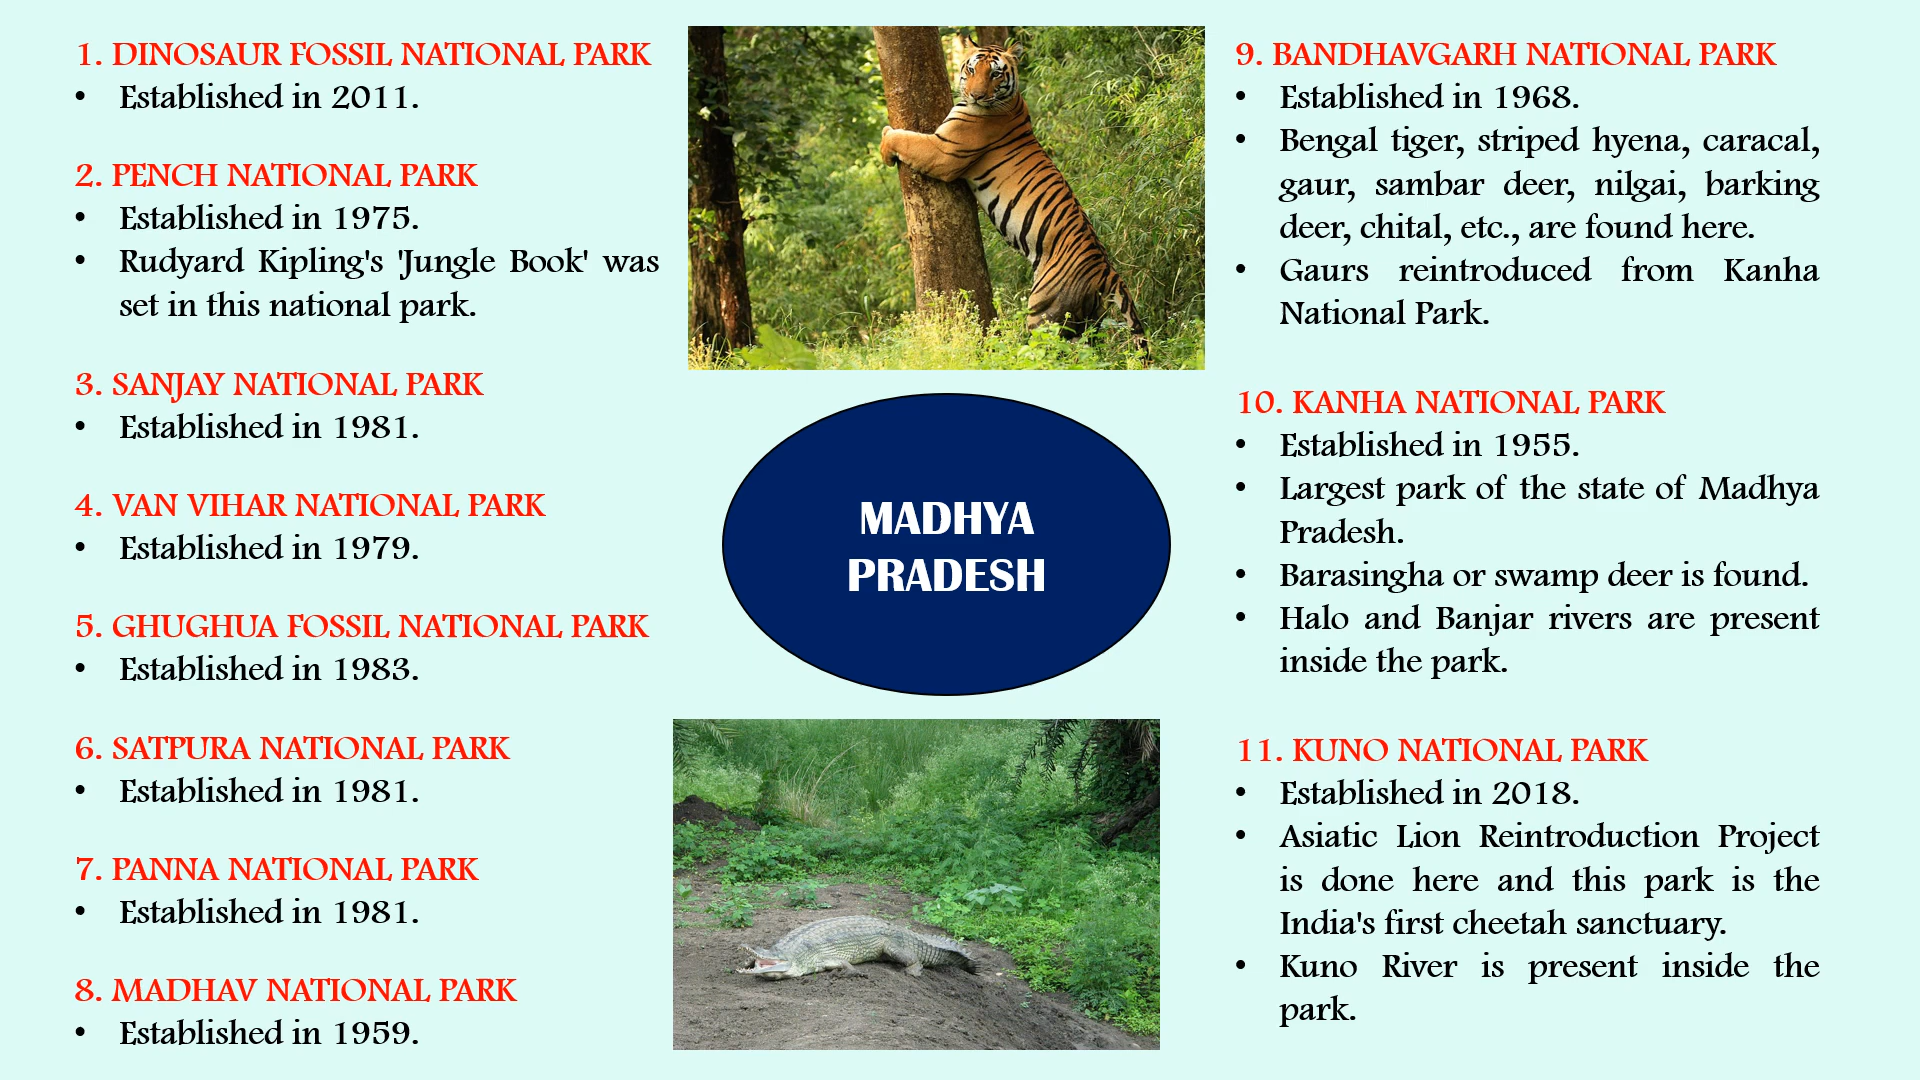 1. DINOSAUR FOSSIL NATIONAL PARK
• Established in 2011.
2. PENCH NATIONAL PARK
• Established in 1975.
• Rudyard Kipling's 'Jungle Book' was
set in this national park.
3. SANJAY NATIONAL PARK
• Established in 1981.
4. VAN VIHAR NATIONAL PARK
• Established in 1979.
5. GHUGHUA FOSSIL NATIONAL PARK
• Established in 1983.
6. SATPURA NATIONAL PARK
• Established in 1981.
7. PANNA NATIONAL PARK
• Established in 1981.
8. MADHAV NATIONAL PARK
• Established in 1959.
MADHYA
PRADESH
9. BANDHAVGARH NATIONAL PARK
• Established in 1968.
• Bengal tiger, striped hyena, caracal,
gaur, sambar deer, nilgai, barking
deer, chital, etc., are found here.
• Gaurs reintroduced from Kanha
National Park.
10. KANHA NATIONAL PARK
• Established in 1955.
• Largest park of the state of Madhya
Pradesh.
• Barasingha or swamp deer is found.
• Halo and Banjar rivers are present
inside the park.
11. KUNO NATIONAL PARK
• Established in 2018.
• Asiatic Lion Reintroduction Project
is done here and this park is the
India's first cheetah sanctuary.
• Kuno River is present inside the
park.